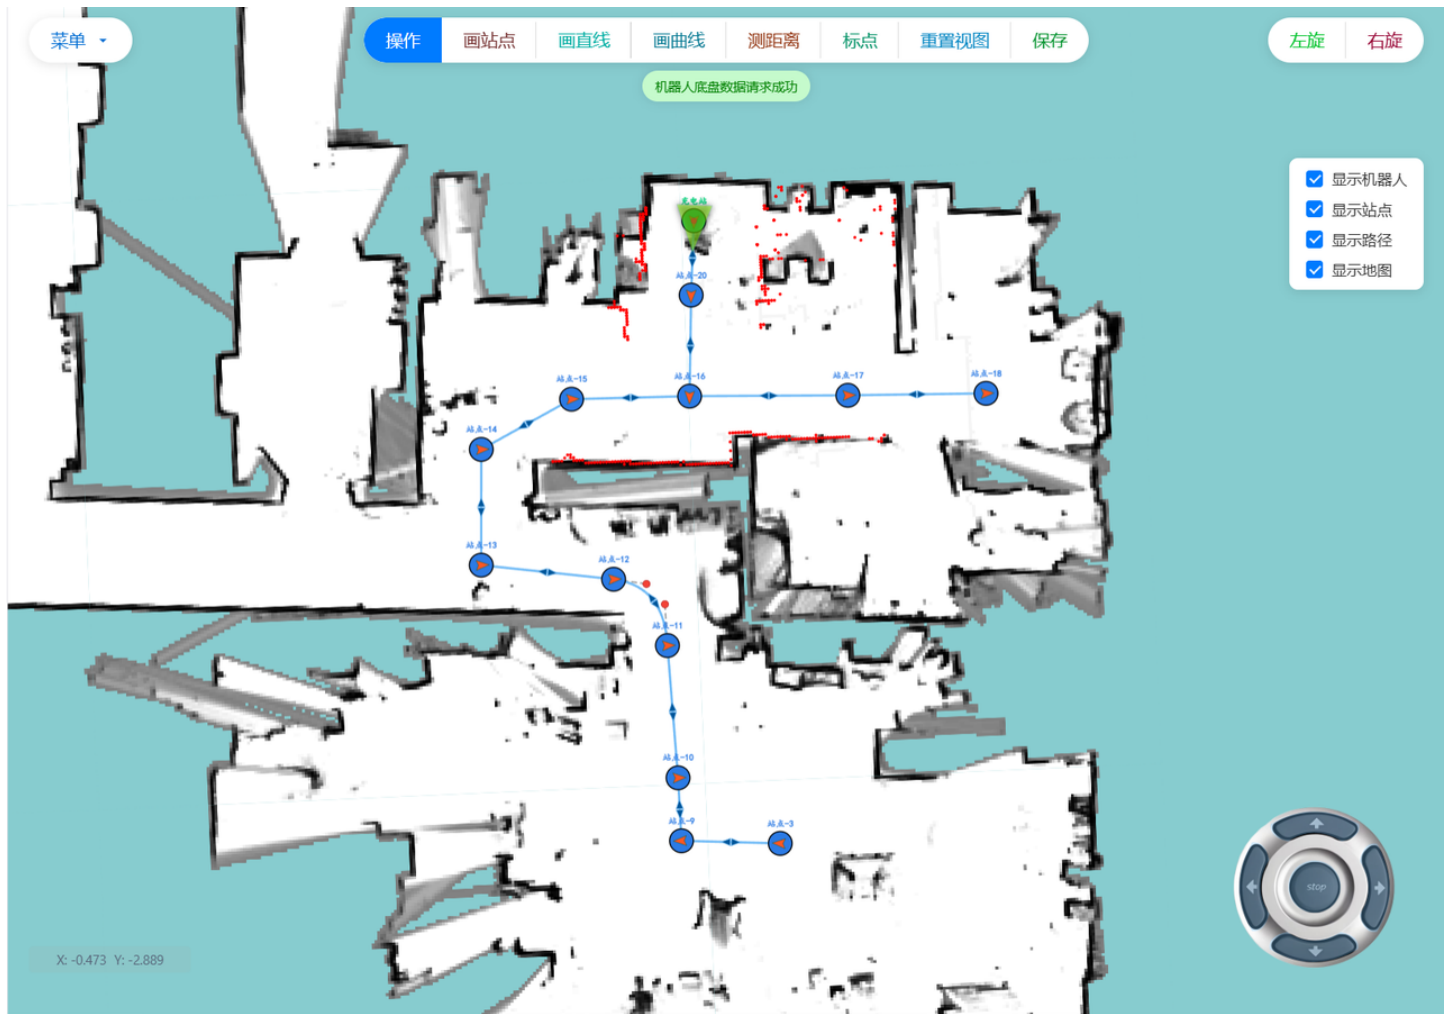 菜单
操作 画站点 画直线 画曲线 测距离 标点 重置视图 保存
左旋 右旋
机器人底盘数据请求成功
显示机器人
显示站点
显示路径
显示地图
充电站
站点-20
站点-15
站点-16
站点-17
站点-18
站点-14
站点-13
站点-12
站点-11
站点-10
站点-9
站点-3
stop
X: -0.473 Y: -2.889